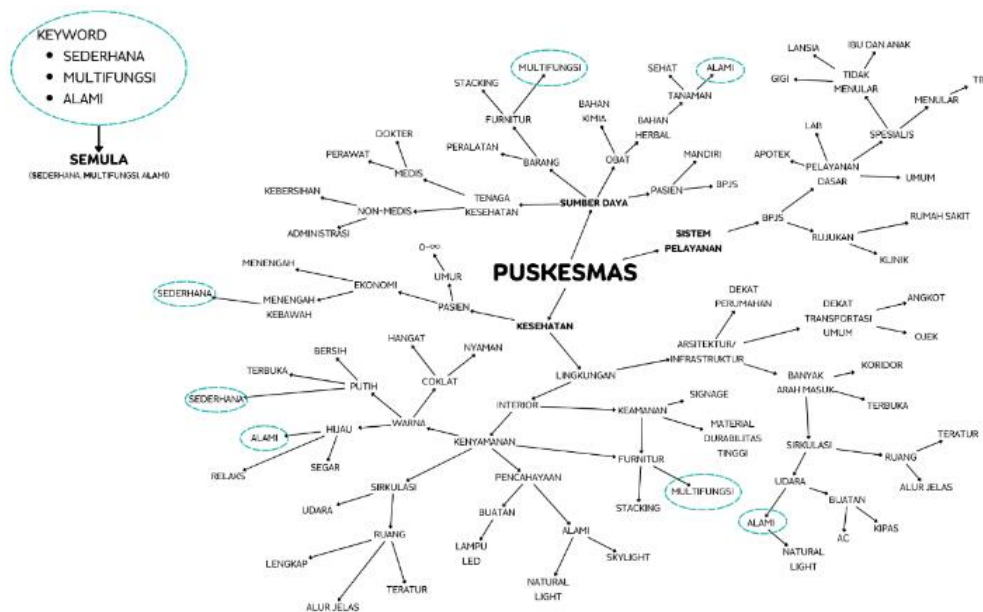 KEYWORD
• SEDERHANA
• MULTIFUNGSI
• ALAMI
SEMULA
(SEDERHANA, MULTIFUNGSI, ALAMI)
MULTIFUNGSI
STACKING
FURNITUR
PERALATAN
BARANG
BAHAN
KIMIA
OBAT
BAHAN
HERBAL
TANAMAN
SEHAT
ALAMI
DOKTER
PERAWAT
MEDIS
KEBERSIHAN
NON-MEDIS
ADMINISTRASI
TENAGA
KESEHATAN
SUMBER DAYA
PASIEN
MANDIRI
BPJS
LANSIA
IBU DAN ANAK
GIGI
TIDAK
MENULAR
MENULAR
SPESIALIS
LAB
APOTEK
PELAYANAN
DASAR
UMUM
BPJS
RUJUKAN
RUMAH SAKIT
KLINIK
SISTEM
PELAYANAN
PUSKESMAS
0-∞
UMUR
PASIEN
EKONOMI
MENENGAH
MENENGAH
KEBAWAH
SEDERHANA
KESEHATAN
LINGKUNGAN
DEKAT
PERUMAHAN
ARSITEKTUR/
INFRASTRUKTUR
DEKAT
TRANSPORTASI
UMUM
ANGKOT
OJEK
BANYAK
ARAH MASUK
KORIDOR
TERBUKA
SIRKULASI
RUANG
TERATUR
ALUR JELAS
UDARA
BUATAN
KIPAS
AC
ALAMI
NATURAL
LIGHT
INTERIOR
KEAMANAN
SIGNAGE
MATERIAL
DURABILITAS
TINGGI
FURNITUR
MULTIFUNGSI
STACKING
KENYAMANAN
WARNA
HANGAT
NYAMAN
COKLAT
BERSIH
TERBUKA
PUTIH
SEDERHANA
ALAMI
HIJAU
RELAKS
SEGAR
SIRKULASI
UDARA
RUANG
LENGKAP
ALUR JELAS
TERATUR
PENCAHAYAAN
BUATAN
LAMPU
LED
ALAMI
SKYLIGHT
NATURAL
LIGHT